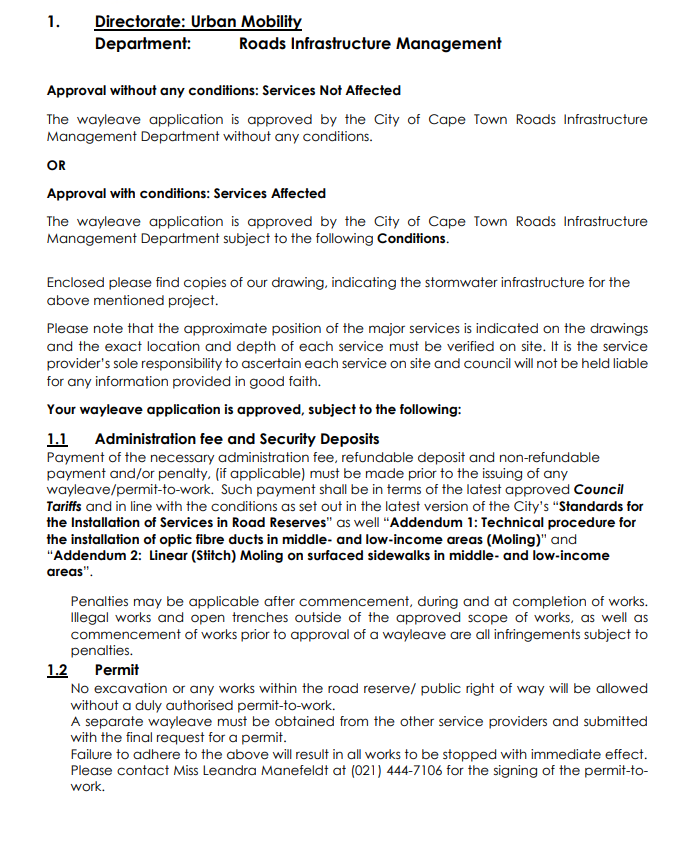 1. Directorate: Urban Mobility
Department: Roads Infrastructure Management
Approval without any conditions: Services Not Affected
The wayleave application is approved by the City of Cape Town Roads Infrastructure
Management Department without any conditions.
OR
Approval with conditions: Services Affected
The wayleave application is approved by the City of Cape Town Roads Infrastructure
Management Department subject to the following Conditions.
Enclosed please find copies of our drawing, indicating the stormwater infrastructure for the
above mentioned project.
Please note that the approximate position of the major services is indicated on the drawings
and the exact location and depth of each service must be verified on site. It is the service
provider's sole responsibility to ascertain each service on site and council will not be held liable
for any information provided in good faith.
Your wayleave application is approved, subject to the following:
1.1 Administration fee and Security Deposits
Payment of the necessary administration fee, refundable deposit and non-refundable
payment and/or penalty, (if applicable) must be made prior to the issuing of any
wayleave/permit-to-work. Such payment shall be in terms of the latest approved Council
Tariffs and in line with the conditions as set out in the latest version of the City's "Standards for
the Installation of Services in Road Reserves" as well "Addendum 1: Technical procedure for
the installation of optic fibre ducts in middle- and low-income areas (Moling)" and
"Addendum 2: Linear (Stitch) Moling on surfaced sidewalks in middle- and low-income
areas".
Penalties may be applicable after commencement, during and at completion of works.
Illegal works and open trenches outside of the approved scope of works, as well as
commencement of works prior to approval of a wayleave are all infringements subject to
penalties.
1.2 Permit
No excavation or any works within the road reserve/ public right of way will be allowed
without a duly authorised permit-to-work.
A separate wayleave must be obtained from the other service providers and submitted
with the final request for a permit.
Failure to adhere to the above will result in all works to be stopped with immediate effect.
Please contact Miss Leandra Manefeldt at (021) 444-7106 for the signing of the permit-to-
work.